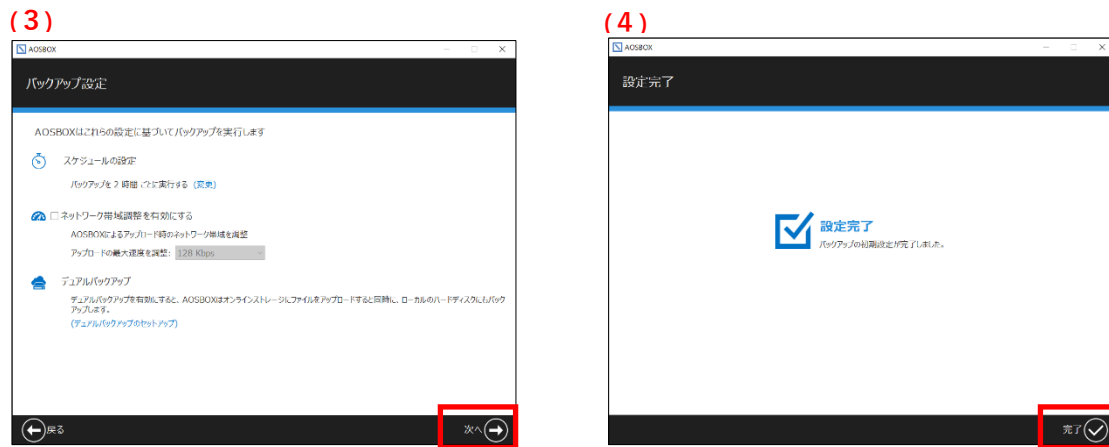 (3)
AOSBOX
バックアップ設定
AOSBOXはこれらの設定に基づいてバックアップを実行します
スケジュールの設定
バックアップを 2 時間 ごとに実行する (変更)
ネットワーク帯域調整を有効にする
AOSBOXによるアップロード時のネットワーク帯域を調整
アップロードの最大速度を調整: 128 Kbps
デュアルバックアップ
デュアルバックアップを有効にすると、AOSBOXはオンラインストレージにファイルをアップロードすると同時に、ローカルのハードディスクにもバック
アップします。
(デュアルバックアップのセットアップ)
戻る
次へ
(4)
AOSBOX
設定完了
設定完了
バックアップの初期設定が完了しました。
完了